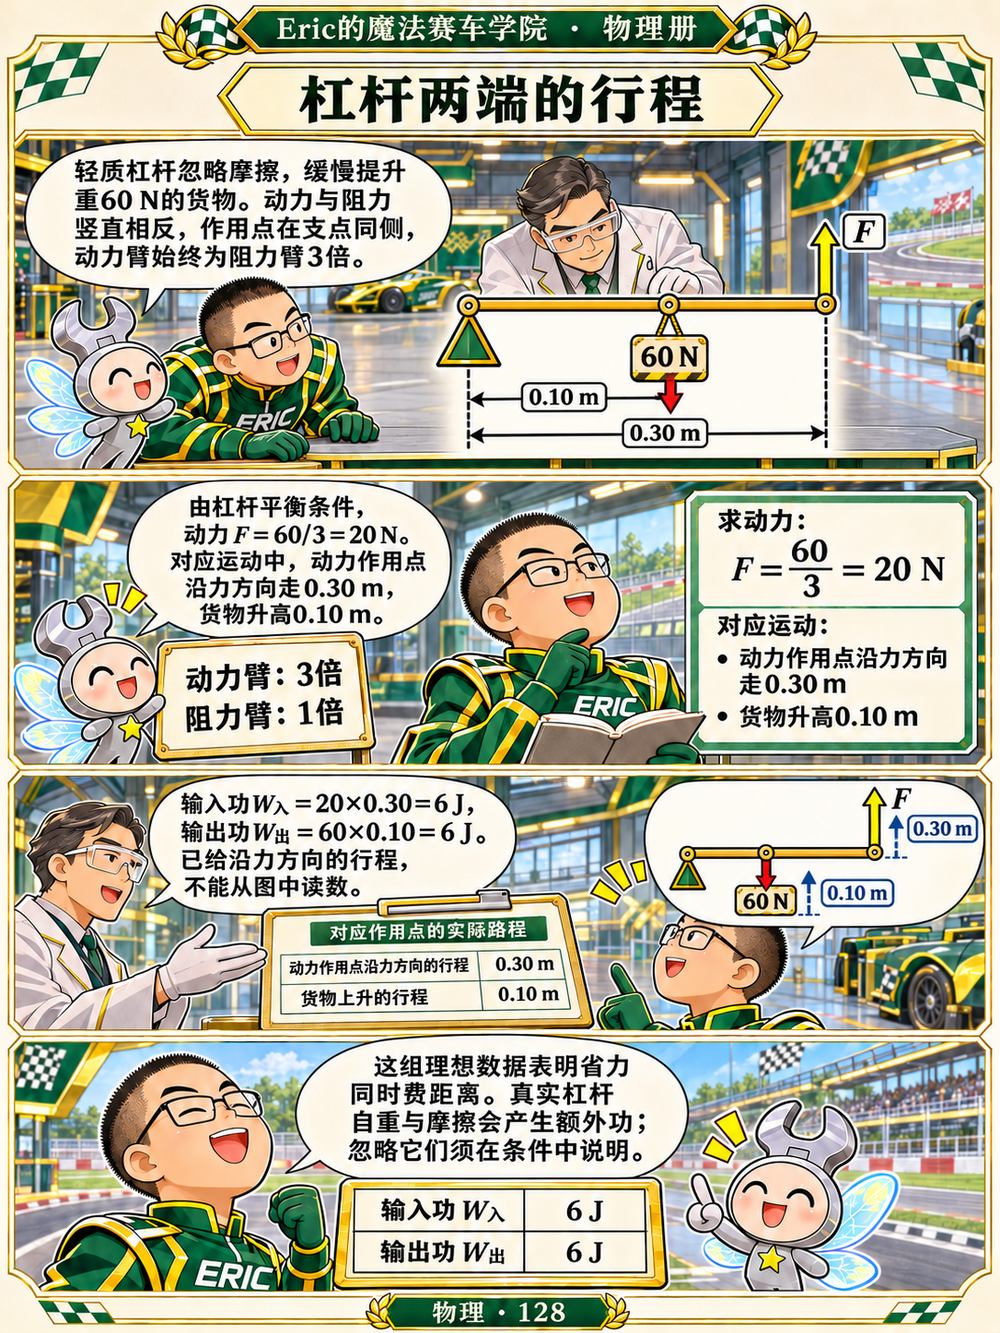 Eric的魔法赛车学院 · 物理册
杠杆两端的行程
轻质杠杆忽略摩擦，缓慢提升
重60 N的货物。动力与阻力
竖直相反，作用点在支点同侧，
动力臂始终为阻力臂3倍。
F
60 N
0.10 m
0.30 m
ERIC
由杠杆平衡条件，
动力F=60/3=20 N。
对应运动中，动力作用点
沿力方向走0.30 m，
货物升高0.10 m。
动力臂：3倍
阻力臂：1倍
ERIC
求动力：
F = 60/3 = 20 N
对应运动：
• 动力作用点沿力方向
走0.30 m
• 货物升高0.10 m
输入功W入=20×0.30=6 J，
输出功W出=60×0.10=6 J。
已给沿力方向的行程，
不能从图中读数。
F
0.30 m
60 N
0.10 m
对应作用点的实际路程
动力作用点沿力方向的行程 0.30 m
货物上升的行程 0.10 m
这组理想数据表明省力
同时费距离。真实杠杆
自重与摩擦会产生额外功；
忽略它们须在条件中说明。
ERIC
输入功 W入 6 J
输出功 W出 6 J
物理 · 128